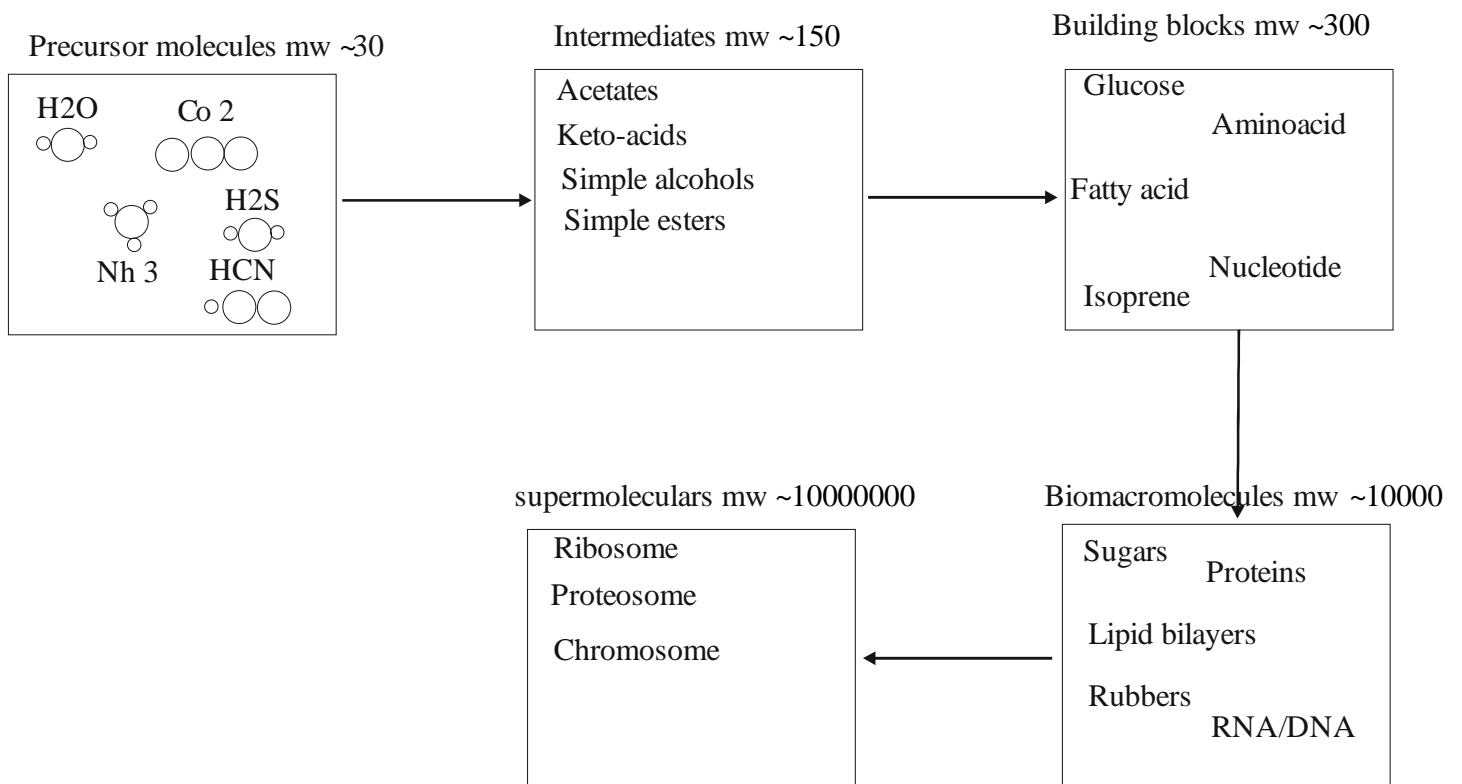 Precursor molecules mw ~30
H2O
Co 2
H2S
Nh 3
HCN
Intermediates mw ~150
Acetates
Keto-acids
Simple alcohols
Simple esters
Building blocks mw ~300
Glucose
Aminoacid
Fatty acid
Nucleotide
Isoprene
supermoleculars mw ~10000000
Ribosome
Proteosome
Chromosome
Biomacromolecules mw ~10000
Sugars
Proteins
Lipid bilayers
Rubbers
RNA/DNA